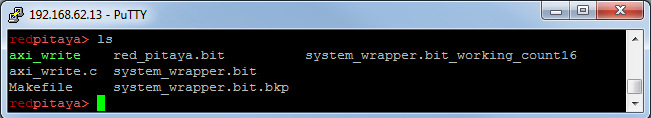 192.168.62.13 - PuTTY
redpitaya> ls
axi_write red_pitaya.bit system_wrapper.bit_working_count16
axi_write.c system_wrapper.bit
Makefile system_wrapper.bit.bkp
redpitaya>